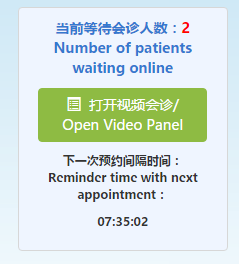 当前等待会诊人数：2
Number of patients
waiting online
打开视频会诊/
Open Video Panel
下一次预约间隔时间：
Reminder time with next
appointment：
07:35:02